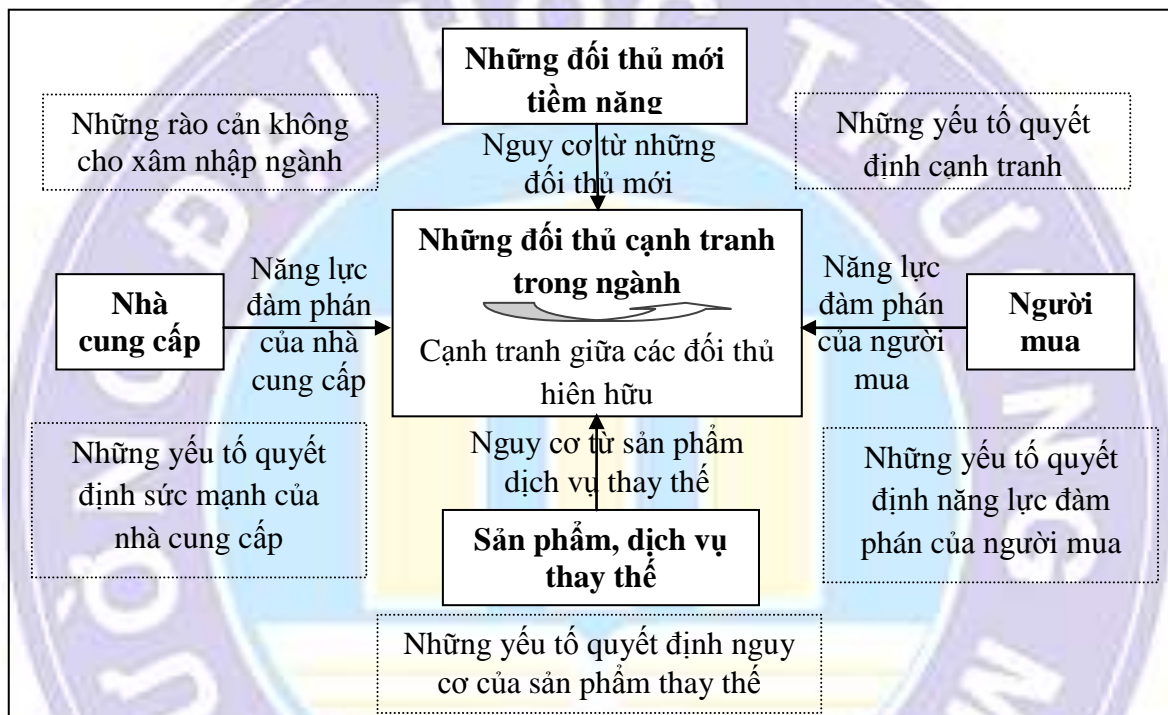 Những đối thủ mới
tiềm năng
Những rào cản không
cho xâm nhập ngành
Nguy cơ từ những
đối thủ mới
Những yếu tố quyết
định cạnh tranh
Nhà
cung cấp
Năng lực
đàm phán
của nhà
cung cấp
Những đối thủ cạnh tranh
trong ngành
Cạnh tranh giữa các đối thủ
hiên hữu
Năng lực
đàm phán
của người
mua
Người
mua
Những yếu tố quyết
định sức mạnh của
nhà cung cấp
Nguy cơ từ sản phẩm
dịch vụ thay thế
Sản phẩm, dịch vụ
thay thế
Những yếu tố quyết
định năng lực đàm
phán của người mua
Những yếu tố quyết định nguy
cơ của sản phẩm thay thế